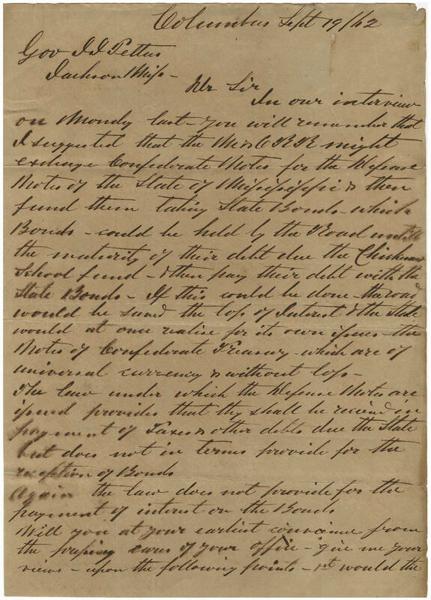 Columbus Sept 19/62
Gov J J Pettus
Jackson Miss -
Dr Sir
In our interview
on Monday last - you will remember that
I suggested that the M & O R R might
exchange Confederate Notes for the Defense
Notes of the State of Mississippi & then
fund them taking State Bonds - which
Bonds - could be held by the Road until
the maturity of their debt due the Chickasaw
School fund - & then pay their debt with the
State Bonds - If this could be done the road
would be saved the loss of Interest & the State
would at once realize for its own issues - the
Notes of Confederate Treasury - which are of
universal currency & without loss -
The law under which the Defense Notes are
issued provides that they shall be received in
payment of Taxes & other debts due the State
but does not in terms provide for the
reception of Bonds
Again the law does not provide for the
payment of interest on the Bonds
Will you at your earliest convenience from
the pressing cares of your office - give me your
views - upon the following points - 1st would the